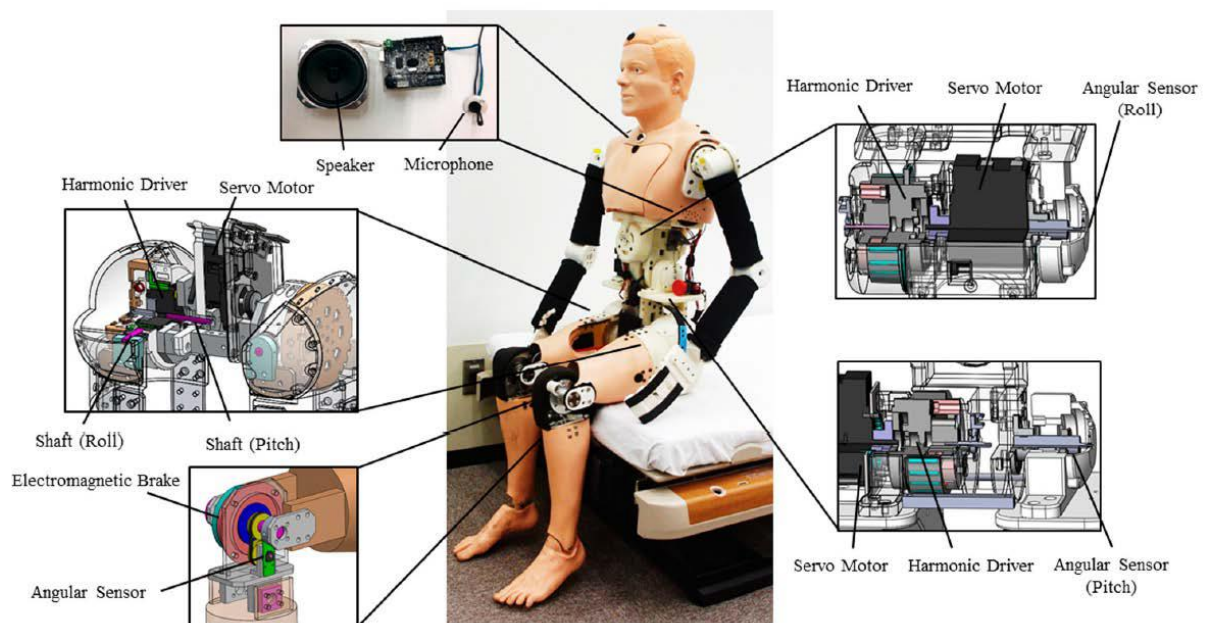 Speaker
Microphone
Harmonic Driver
Servo Motor
Angular Sensor
(Roll)
Harmonic Driver
Servo Motor
Shaft (Roll)
Shaft (Pitch)
Electromagnetic Brake
Angular Sensor
Servo Motor
Harmonic Driver
Angular Sensor
(Pitch)